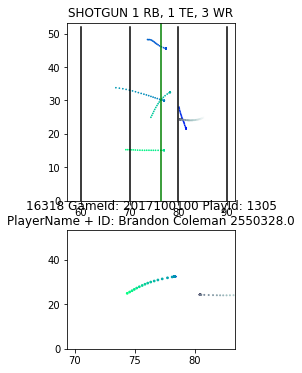 SHOTGUN 1 RB, 1 TE, 3 WR
50
40
30
20
10
0
60 70 80 90
16318 GameId: 2017100100 PlayId: 1305
PlayerName + ID: Brandon Coleman 2550328.0
40
20
0
70 75 80